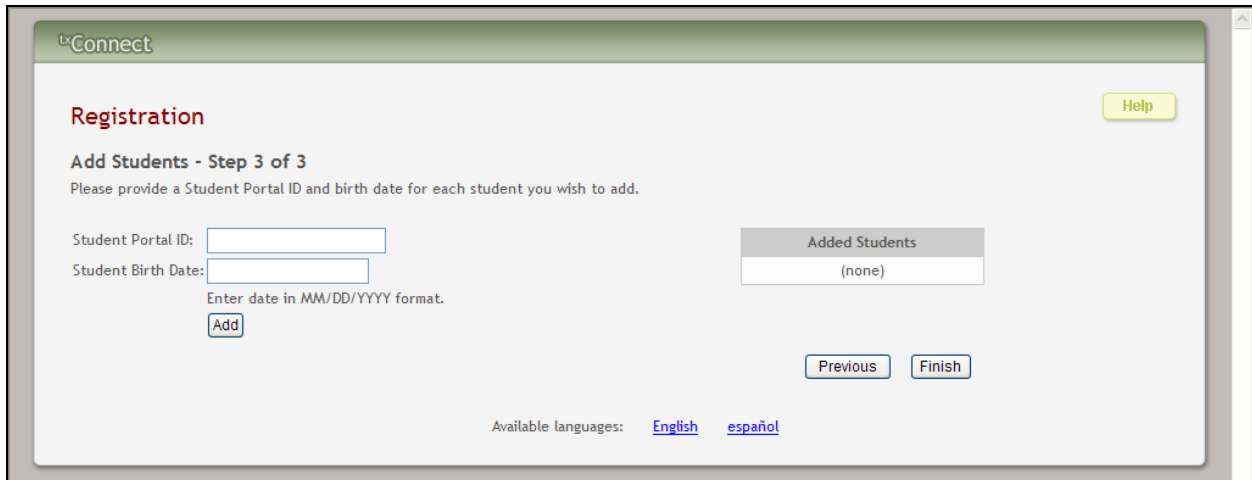 txConnect
Help
Registration
Add Students - Step 3 of 3
Please provide a Student Portal ID and birth date for each student you wish to add.
Student Portal ID:
Student Birth Date:
Enter date in MM/DD/YYYY format.
Add
Added Students
(none)
Previous Finish
Available languages: English español